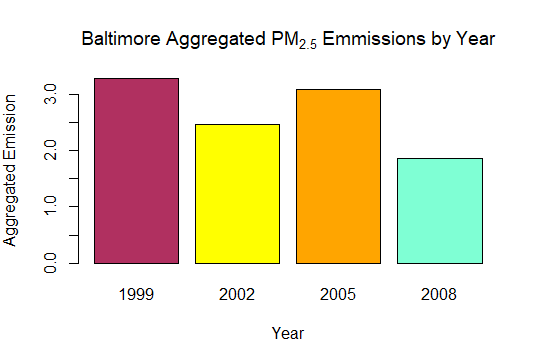 Baltimore Aggregated PM2.5 Emmissions by Year
Aggregated Emission
3.0
2.0
1.0
0.0
1999 2002 2005 2008
Year